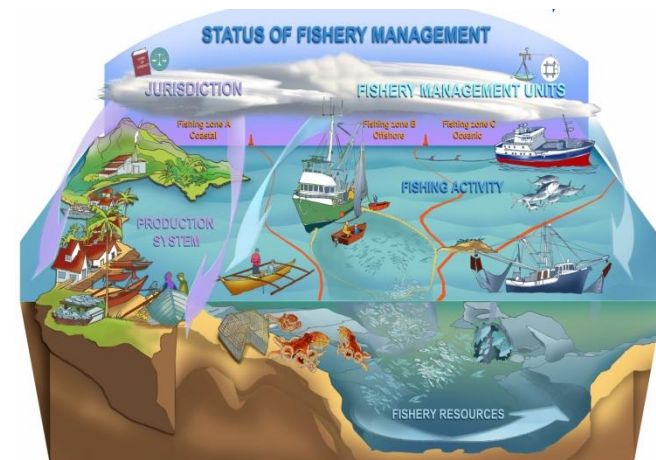 STATUS OF FISHERY MANAGEMENT
JURISDICTION
FISHERY MANAGEMENT UNITS
Fishing zone A
Coastal
Fishing zone B
Offshore
Fishing zone C
Oceanic
FISHING ACTIVITY
PRODUCTION
SYSTEM
FISHERY RESOURCES